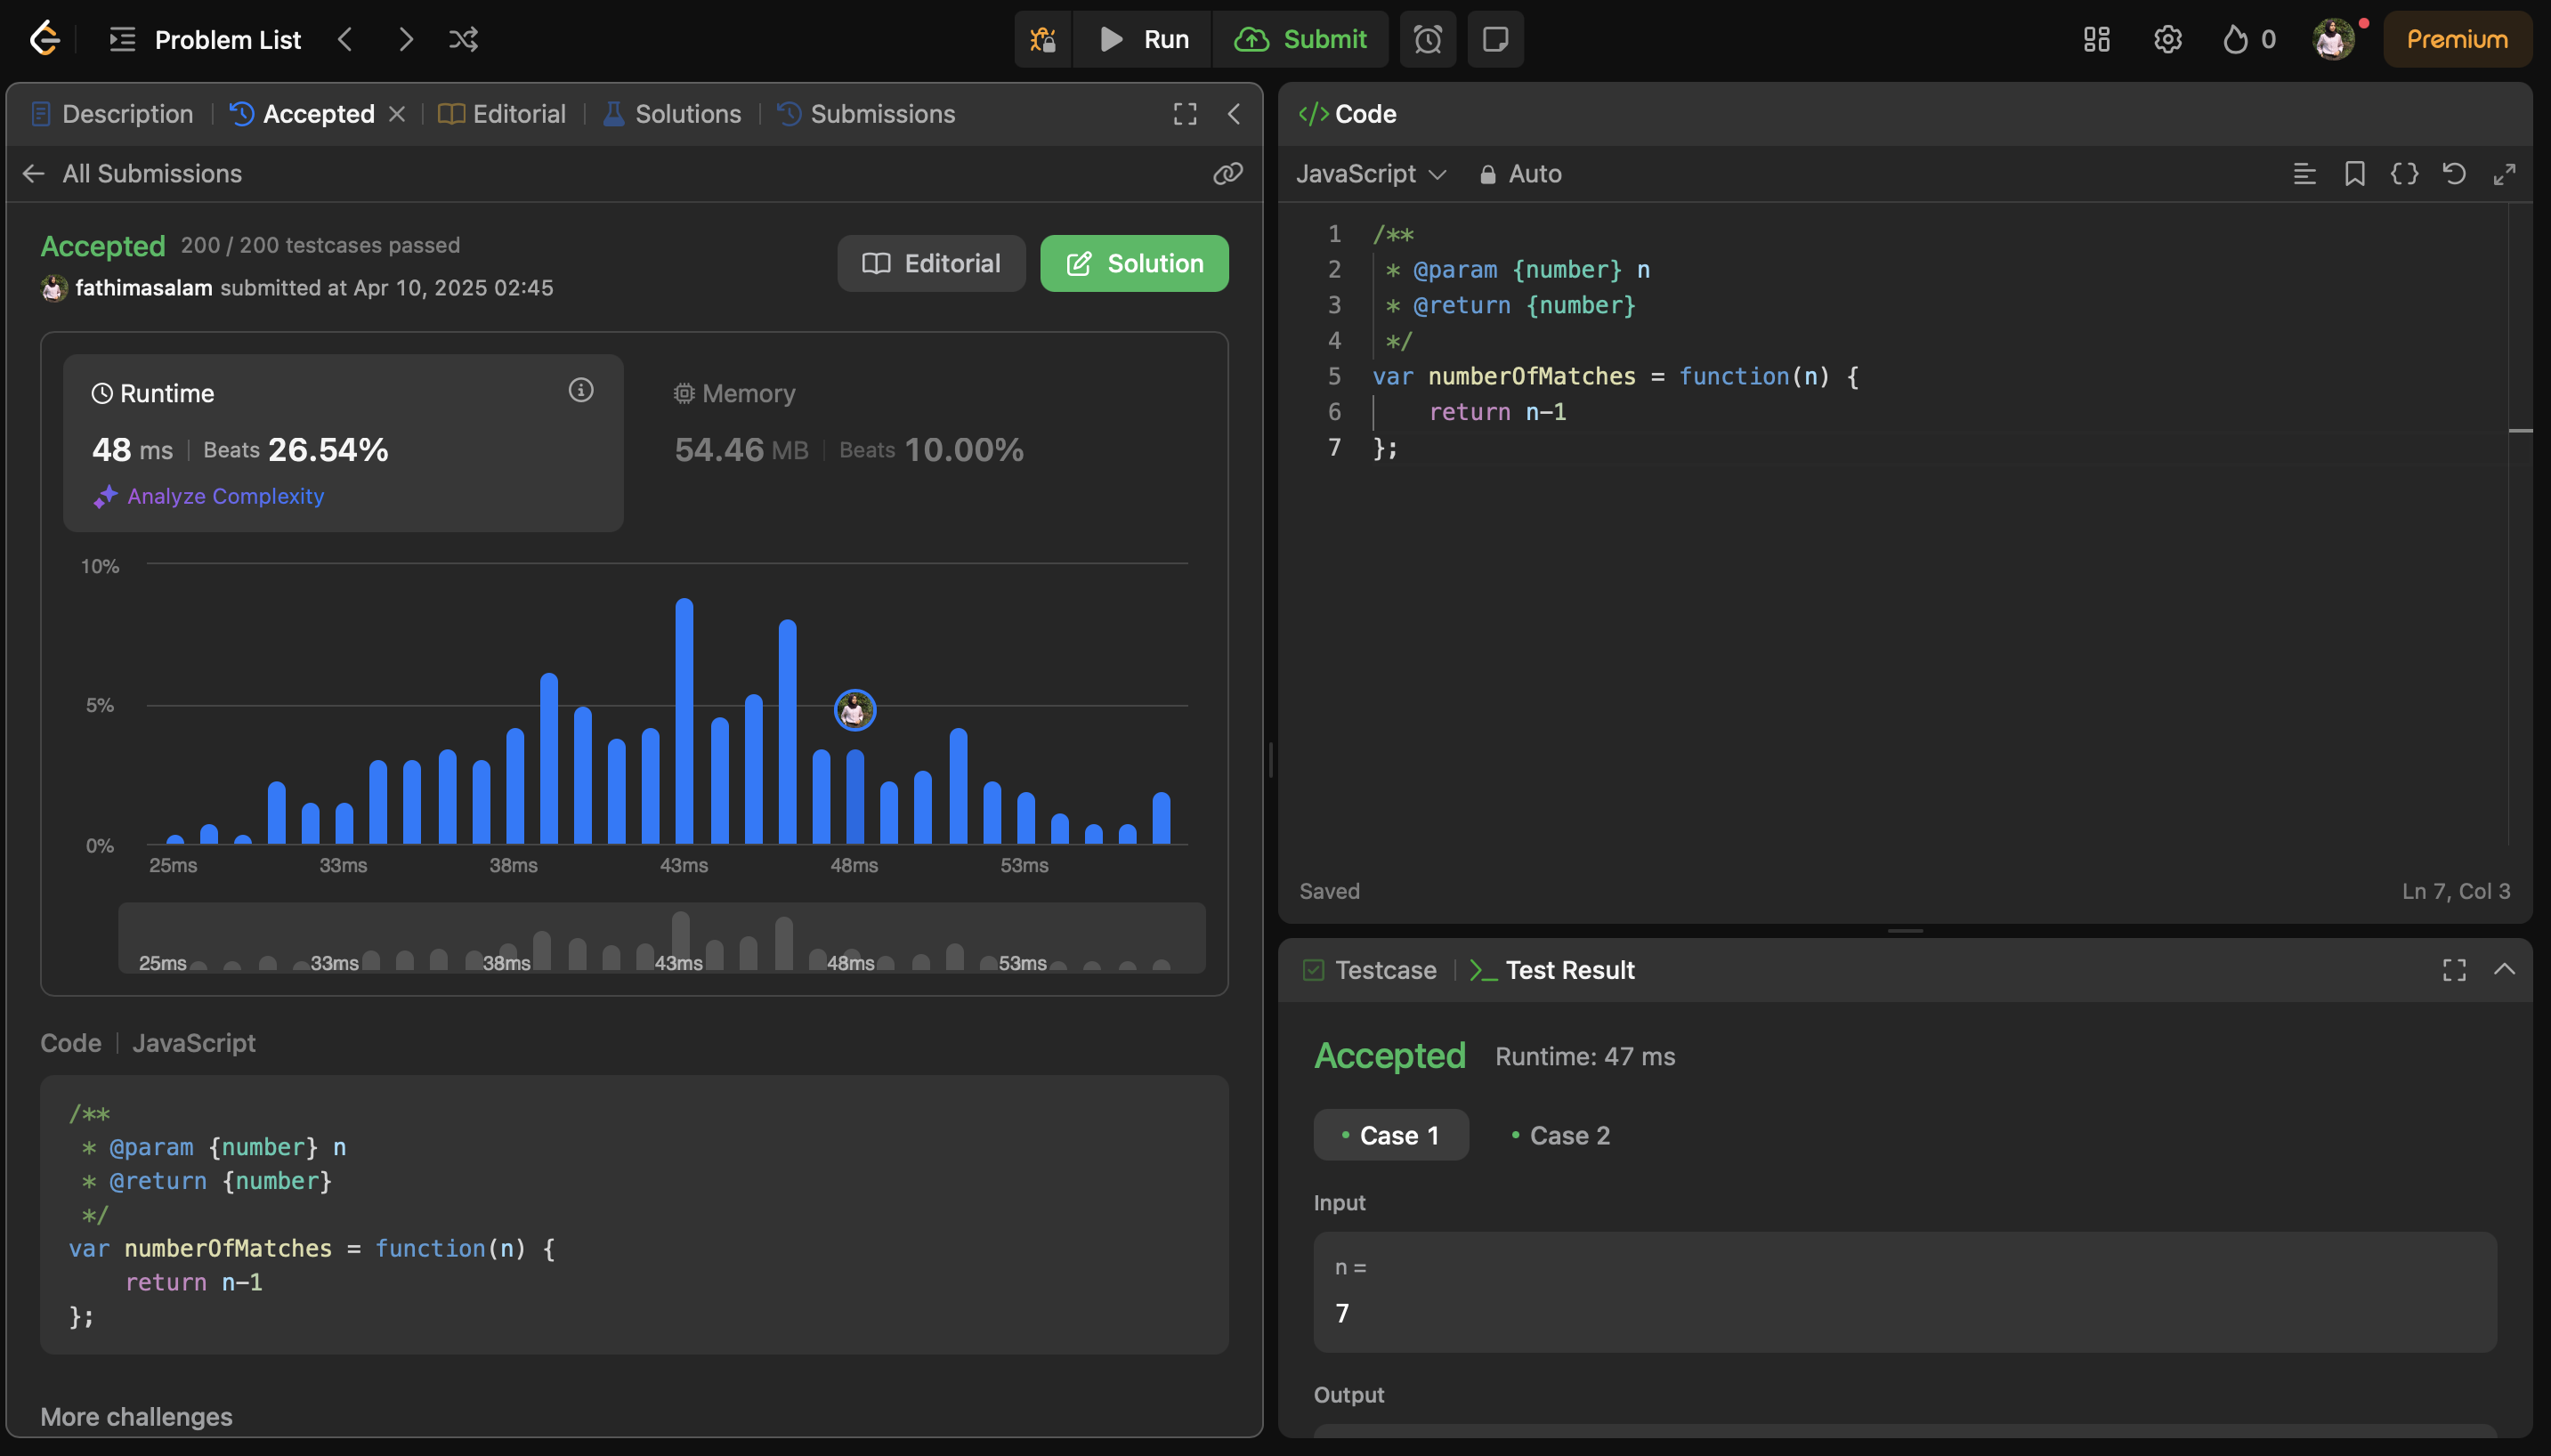 Problem List
Run
Submit
0
Premium
Description
Accepted
Editorial
Solutions
Submissions
All Submissions
Accepted 200 / 200 testcases passed
fathimasalam submitted at Apr 10, 2025 02:45
Editorial
Solution
Runtime
48 ms | Beats 26.54%
Analyze Complexity
Memory
54.46 MB | Beats 10.00%
10%
5%
0%
25ms 33ms 38ms 43ms 48ms 53ms
25ms 33ms 38ms 43ms 48ms 53ms
Code | JavaScript
/**
 * @param {number} n
 * @return {number}
 */
var numberOfMatches = function(n) {
    return n-1
};
More challenges
</> Code
JavaScript
Auto
1 /**
2  * @param {number} n
3  * @return {number}
4  */
5 var numberOfMatches = function(n) {
6     return n-1
7 };
Saved
Ln 7, Col 3
Testcase
Test Result
Accepted Runtime: 47 ms
Case 1
Case 2
Input
n =
7
Output